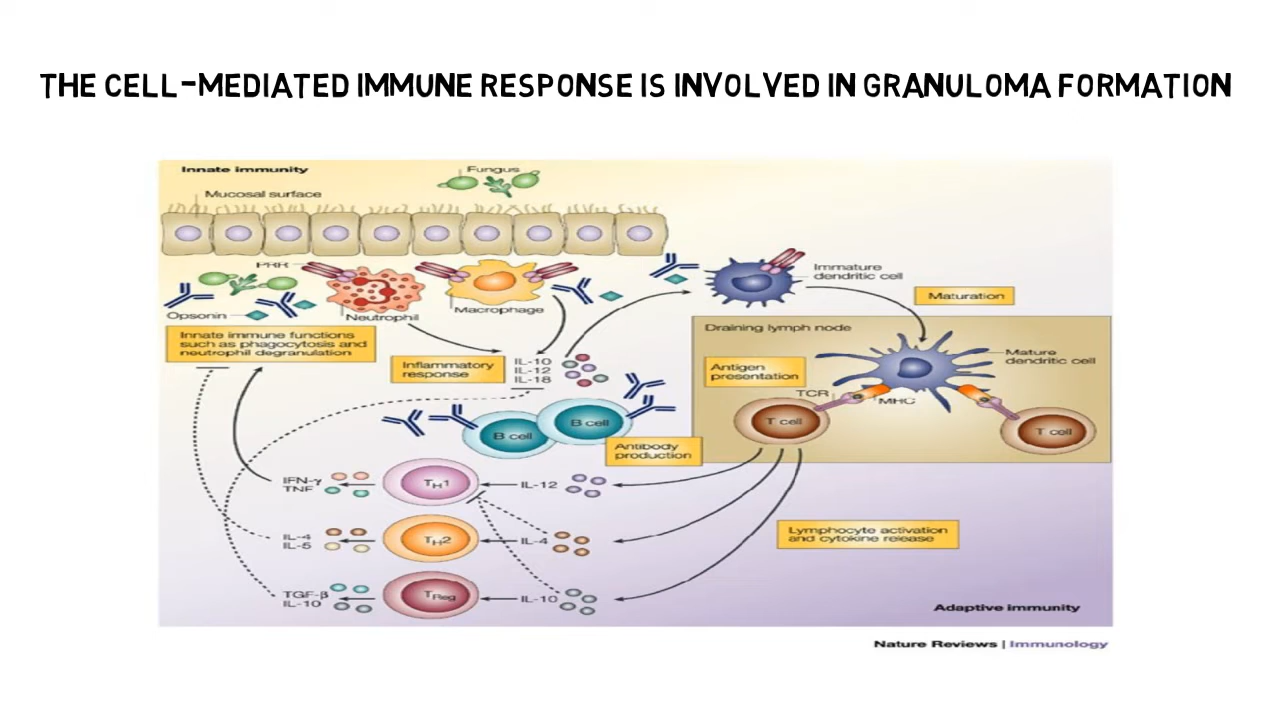 THE CELL-MEDIATED IMMUNE RESPONSE IS INVOLVED IN GRANULOMA FORMATION
Innate immunity
Fungus
Mucosal surface
PRR
Opsonin
Neutrophil
Macrophage
Immature
dendritic cell
Maturation
Innate immune functions
such as phagocytosis and
neutrophil degranulation
Inflammatory
response
IL-10
IL-12
IL-18
Draining lymph node
Antigen
presentation
Mature
dendritic cell
TCR
MHC
T cell
T cell
B cell
B cell
Antibody
production
IFN-γ
TNF
TH1
IL-12
IL-4
IL-5
TH2
IL-4
Lymphocyte activation
and cytokine release
TGF-β
IL-10
TReg
IL-10
Adaptive immunity
Nature Reviews | Immunology